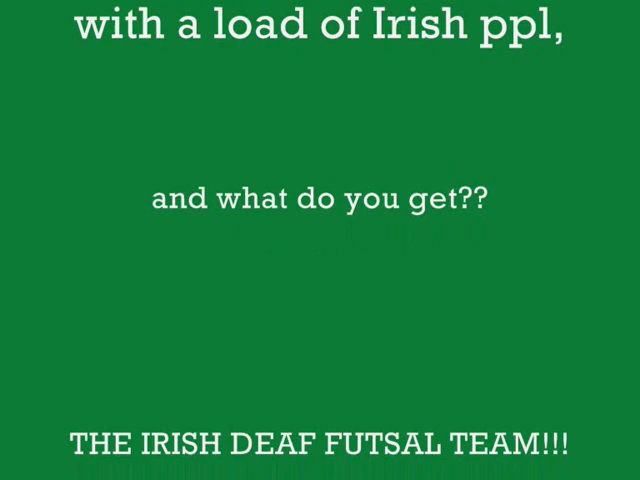 with a load of Irish ppl,
and what do you get??
THE IRISH DEAF FUTSAL TEAM!!!